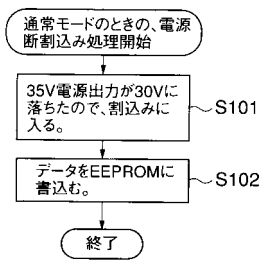 通常モードのときの、電源
断割込み処理開始
35V電源出力が30Vに
落ちたので、割込みに
入る。
S101
データをEEPROMに
書込む。
S102
終了